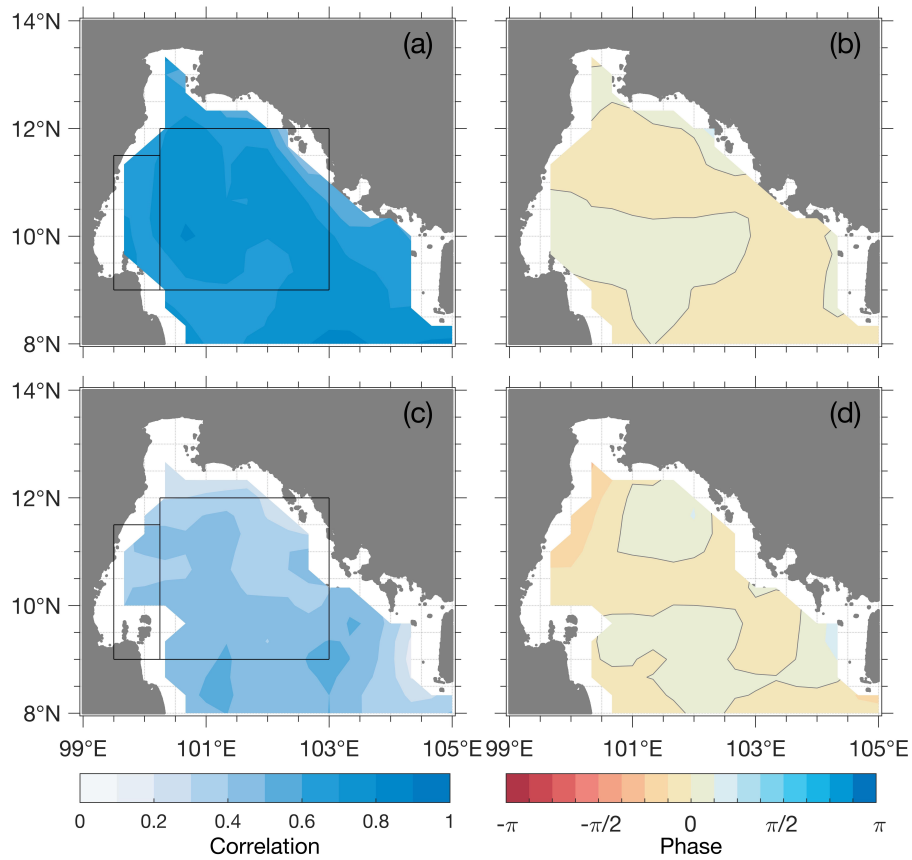 14°N
(a)
(b)
12°N
10°N
8°N
14°N
(c)
(d)
12°N
10°N
8°N
99°E 101°E 103°E 105°E 99°E 101°E 103°E 105°E
0 0.2 0.4 0.6 0.8 1
Correlation
-π -π/2 0 π/2 π
Phase